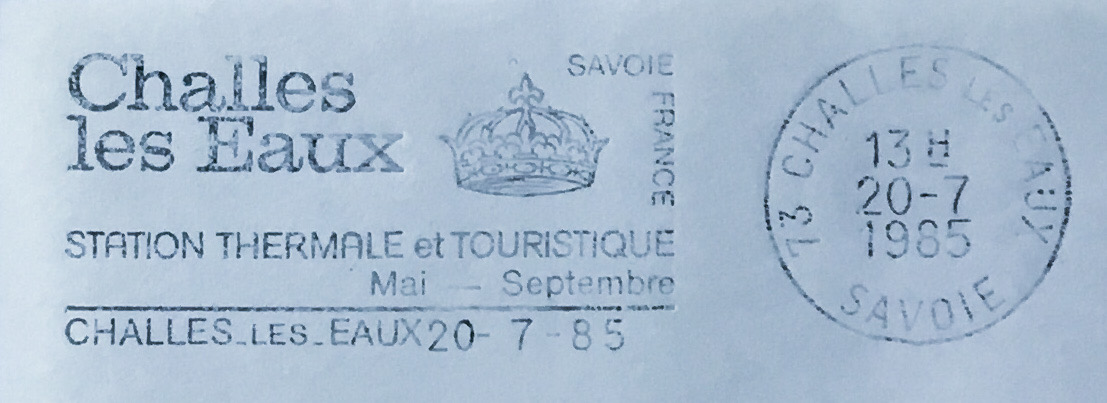 Challes
les Eaux
SAVOIE
FRANCE
STATION THERMALE et TOURISTIQUE
Mai — Septembre
CHALLES_LES_EAUX 20- 7 -85
73 CHALLES LES EAUX
13 H
20-7
1985
SAVOIE